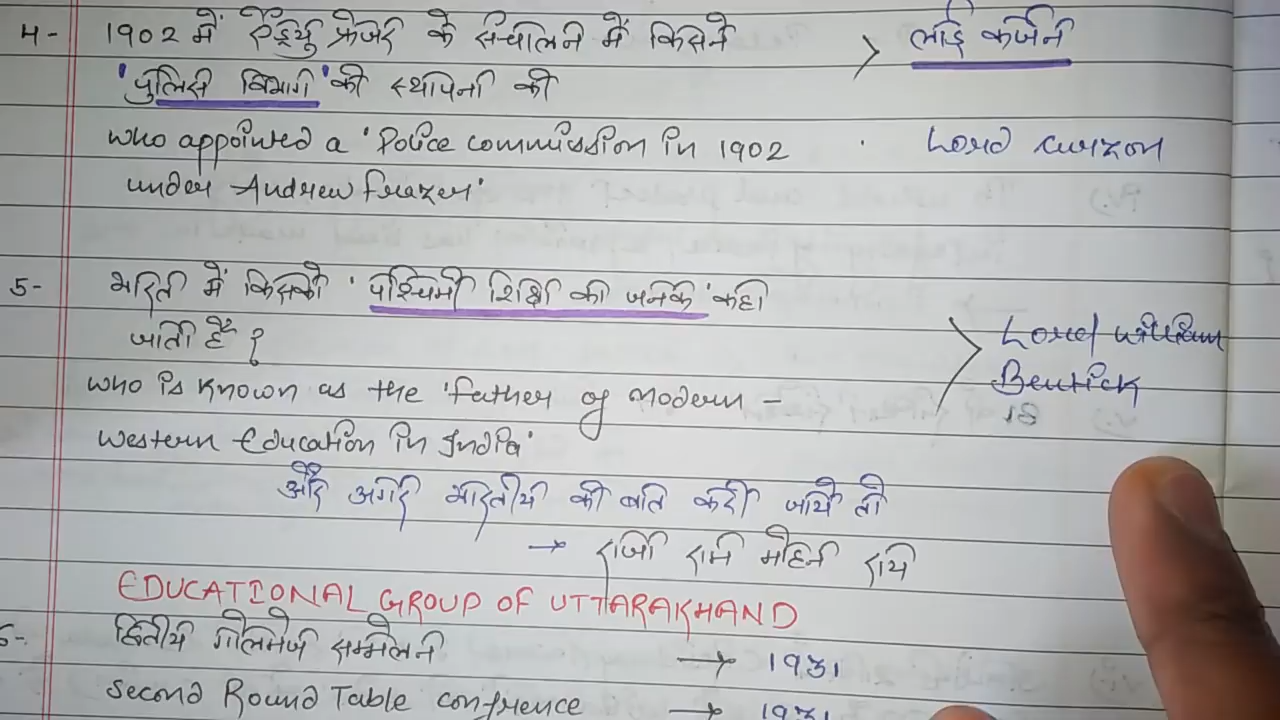 4- 1902 में एंड्र्यु फ्रेजर के संचालन में किसने > लार्ड कर्जन
'पुलिस विभाग' की स्थापना की
who appointed a 'Police commission in 1902 Lord curzon
under Andrew frazer'
5- भारत में किसको 'पश्चिमी शिक्षा का जनक' कहा
जाता है ?
who is known as the 'father of modern - > Lord william
Bentick
western Education in India'
और अगर भारतीय की बात करी जाये तो
→ राजा राम मोहन राय
EDUCATIONAL GROUP OF UTTARAKHAND
6- द्वितीय गोलमेज सम्मेलन → 1931
second Round Table confrence → 1931